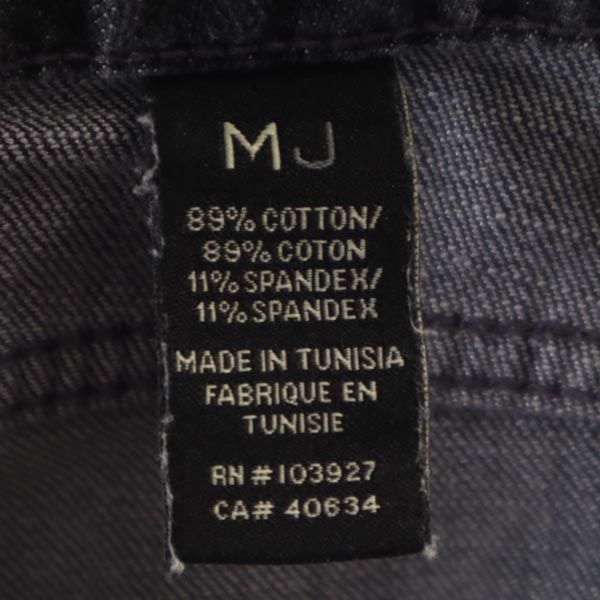 MJ
89% COTTON/
89% COTON
11% SPANDEX/
11% SPANDEX
MADE IN TUNISIA
FABRIQUE EN
TUNISIE
RN #103927
CA# 40634